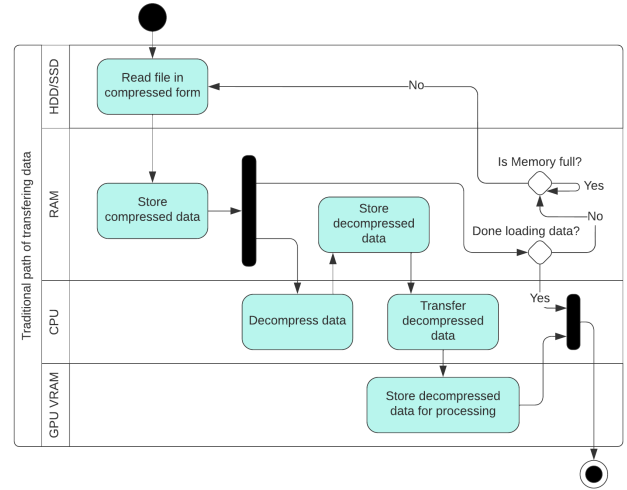 Traditional path of transfering data
HDD/SSD
Read file in
compressed form
No
RAM
Is Memory full?
Yes
Store
compressed data
Store
decompressed
data
No
Done loading data?
CPU
Decompress data
Transfer
decompressed
data
Yes
GPU VRAM
Store decompressed
data for processing